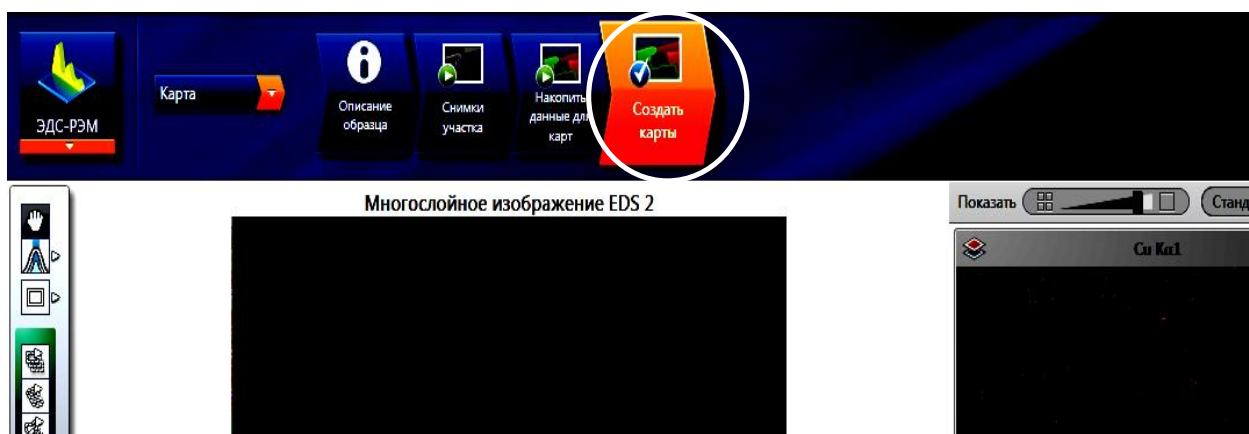 ЭДС-РЭМ
Карта
Описание
образца
Снимки
участка
Накопить
данные для
карт
Создать
карты
Многослойное изображение EDS 2
Показать
Cu Kα1